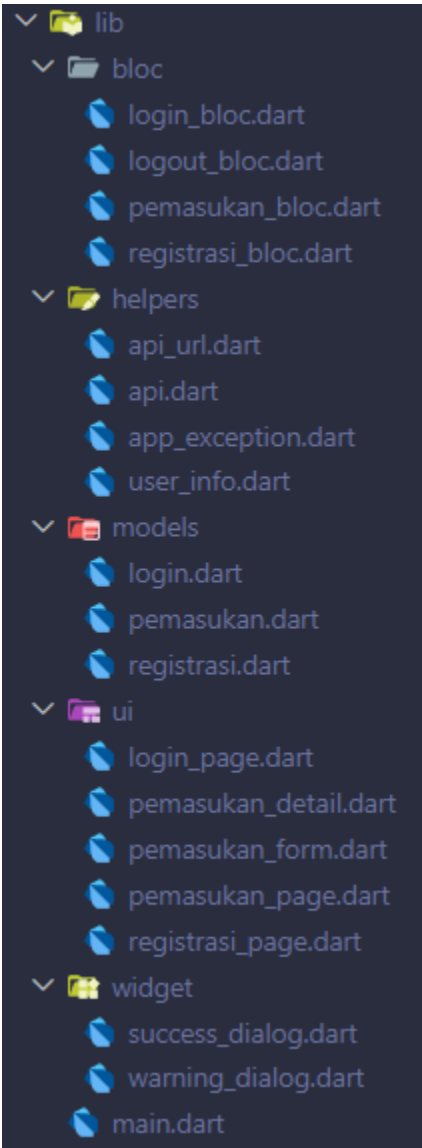 lib
bloc
login_bloc.dart
logout_bloc.dart
pemasukan_bloc.dart
registrasi_bloc.dart
helpers
api_url.dart
api.dart
app_exception.dart
user_info.dart
models
login.dart
pemasukan.dart
registrasi.dart
ui
login_page.dart
pemasukan_detail.dart
pemasukan_form.dart
pemasukan_page.dart
registrasi_page.dart
widget
success_dialog.dart
warning_dialog.dart
main.dart